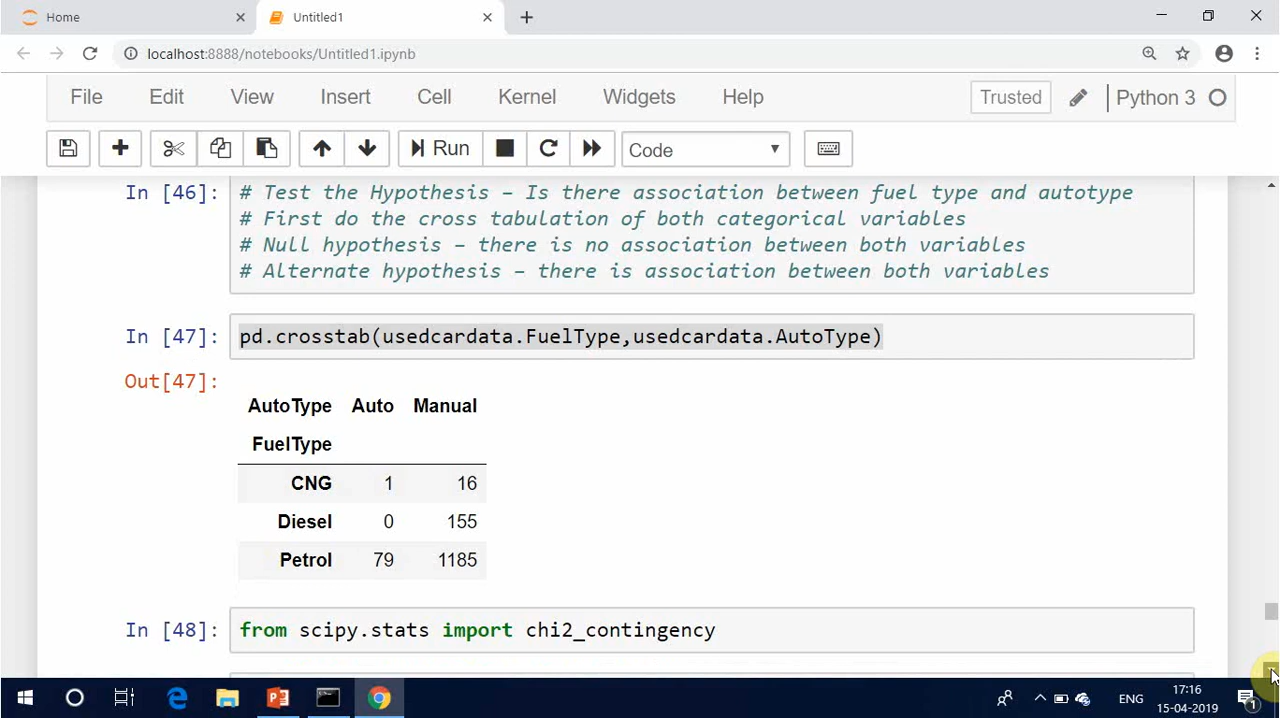 Home
Untitled1
localhost:8888/notebooks/Untitled1.ipynb
File Edit View Insert Cell Kernel Widgets Help Trusted Python 3
Run Code
In [46]: # Test the Hypothesis – Is there association between fuel type and autotype
# First do the cross tabulation of both categorical variables
# Null hypothesis – there is no association between both variables
# Alternate hypothesis – there is association between both variables
In [47]: pd.crosstab(usedcardata.FuelType,usedcardata.AutoType)
Out[47]:
AutoType Auto Manual
FuelType
CNG 1 16
Diesel 0 155
Petrol 79 1185
In [48]: from scipy.stats import chi2_contingency
ENG
17:16
15-04-2019
1